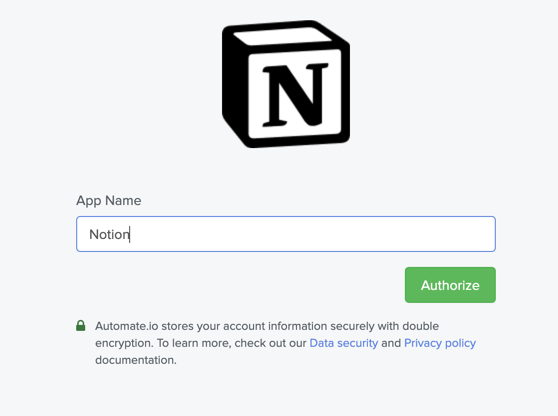 N
App Name
Notion
Authorize
Automate.io stores your account information securely with double
encryption. To learn more, check out our Data security and Privacy policy
documentation.